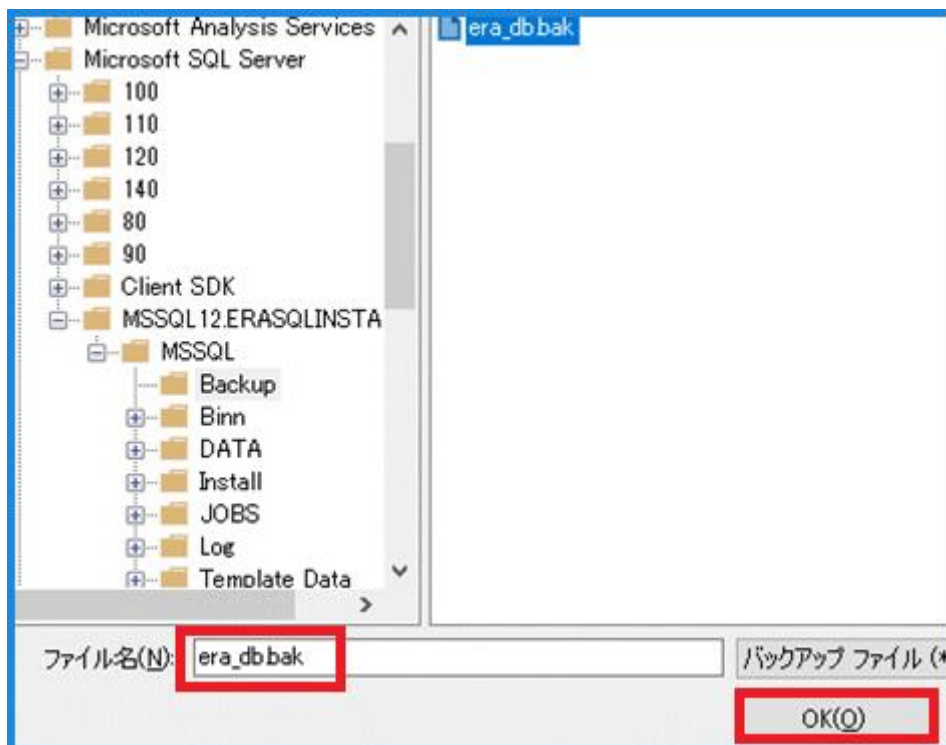 Microsoft Analysis Services
era_db.bak
Microsoft SQL Server
100
110
120
140
80
90
Client SDK
MSSQL12.ERASQLINSTA
MSSQL
Backup
Binn
DATA
Install
JOBS
Log
Template Data
ファイル名(N):
era_db.bak
バックアップ ファイル (*
OK(O)